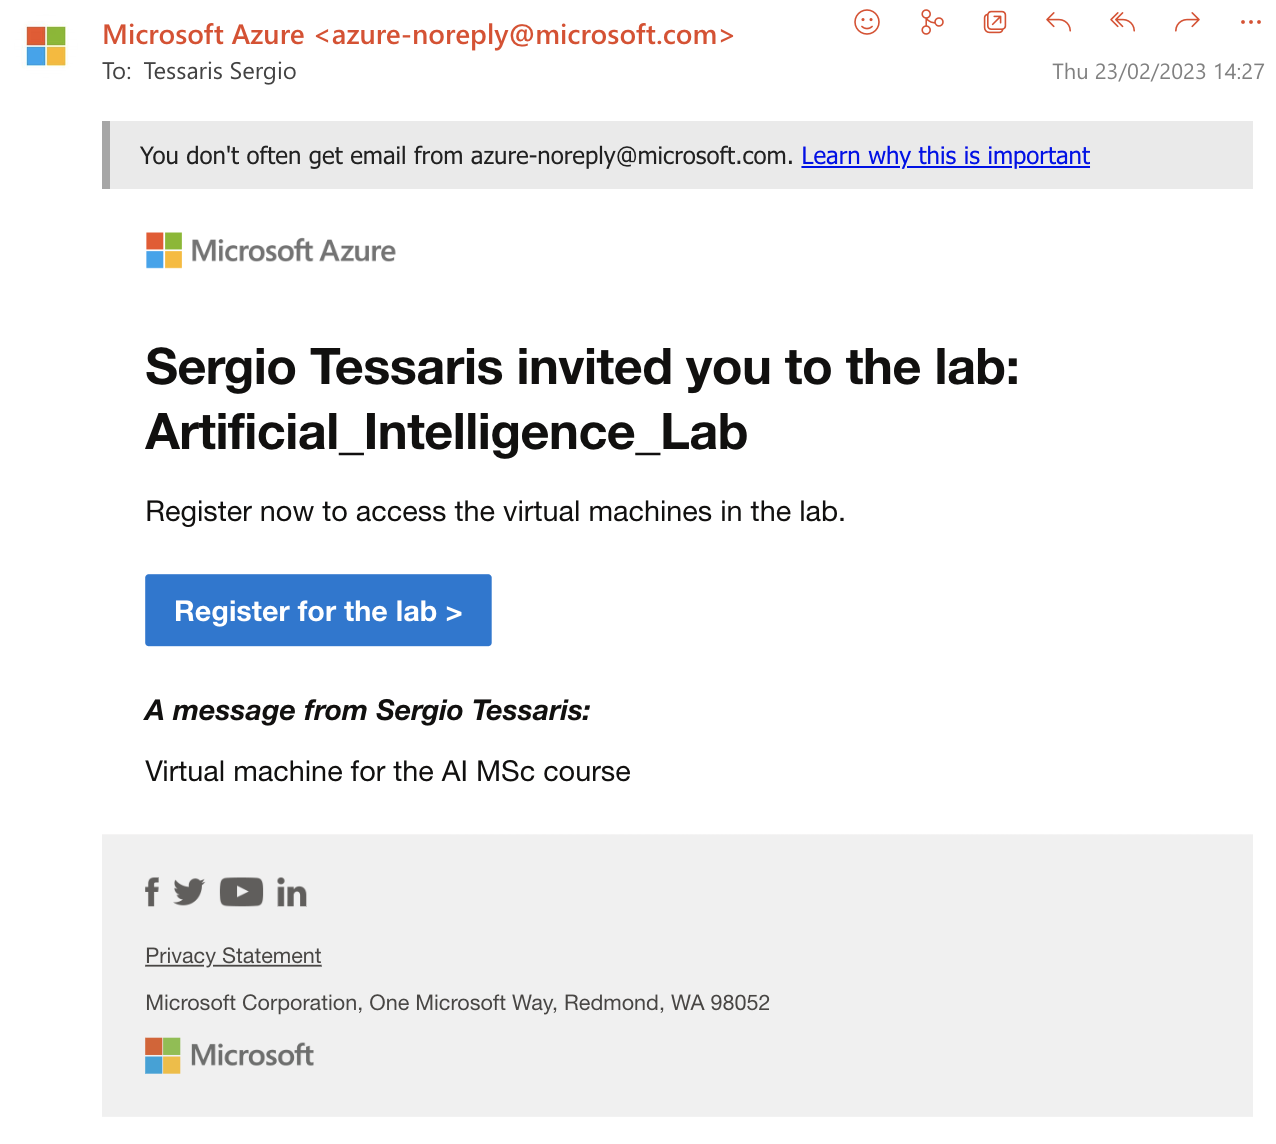 Microsoft Azure <azure-noreply@microsoft.com>
To: Tessaris Sergio
Thu 23/02/2023 14:27
You don't often get email from azure-noreply@microsoft.com. Learn why this is important
Microsoft Azure
Sergio Tessaris invited you to the lab:
Artificial_Intelligence_Lab
Register now to access the virtual machines in the lab.
Register for the lab >
A message from Sergio Tessaris:
Virtual machine for the AI MSc course
Privacy Statement
Microsoft Corporation, One Microsoft Way, Redmond, WA 98052
Microsoft